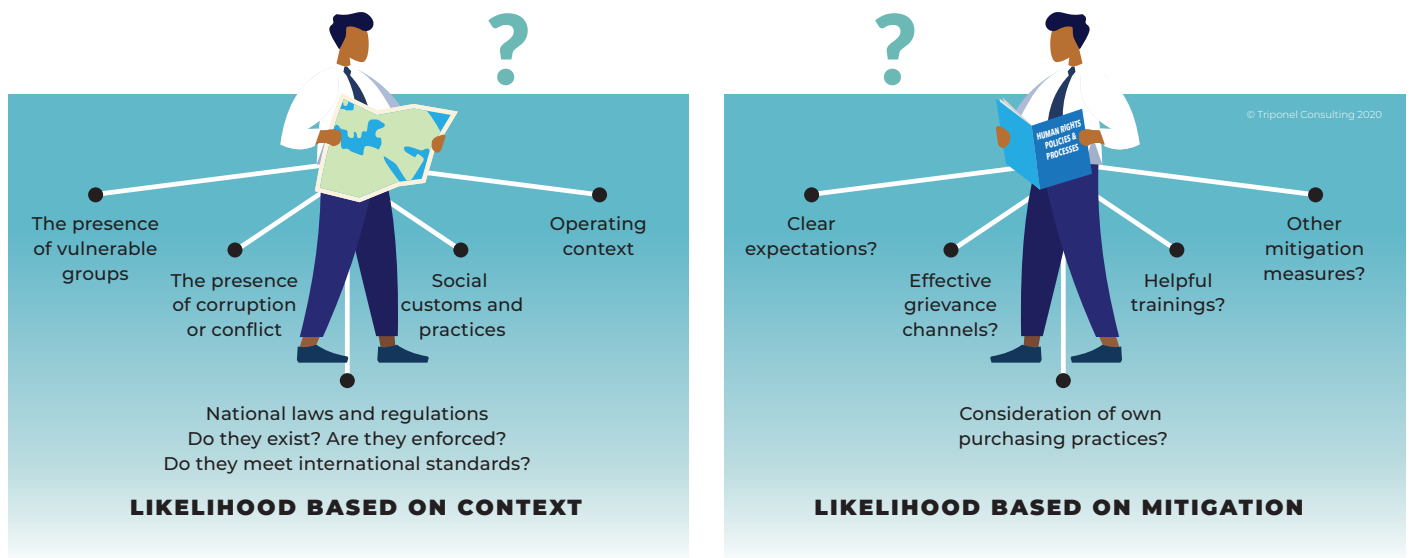 ?
The presence
of vulnerable
groups
The presence
of corruption
or conflict
National laws and regulations
Do they exist? Are they enforced?
Do they meet international standards?
Social
customs and
practices
Operating
context
LIKELIHOOD BASED ON CONTEXT
?
© Triponel Consulting 2020
HUMAN RIGHTS
POLICIES &
PROCESSES
Clear
expectations?
Effective
grievance
channels?
Consideration of own
purchasing practices?
Helpful
trainings?
Other
mitigation
measures?
LIKELIHOOD BASED ON MITIGATION